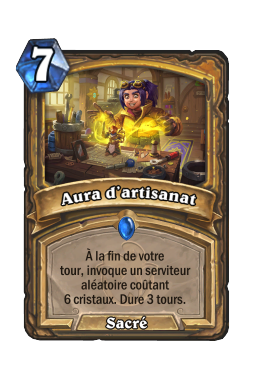 7
Aura d'artisanat
À la fin de votre
tour, invoque un serviteur
aléatoire coûtant
6 cristaux. Dure 3 tours.
Sacré